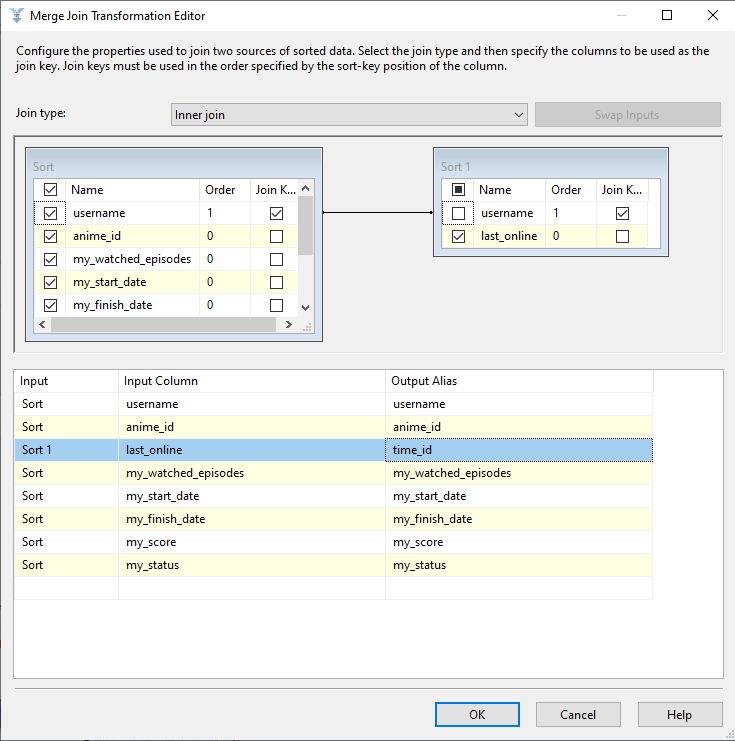 Merge Join Transformation Editor
Configure the properties used to join two sources of sorted data. Select the join type and then specify the columns to be used as the
join key. Join keys must be used in the order specified by the sort-key position of the column.
Join type: Inner join Swap Inputs
Sort
Name Order Join K...
username 1
anime_id 0
my_watched_episodes 0
my_start_date 0
my_finish_date 0
Sort 1
Name Order Join K...
username 1
last_online 0
Input Input Column Output Alias
Sort username username
Sort anime_id anime_id
Sort 1 last_online time_id
Sort my_watched_episodes my_watched_episodes
Sort my_start_date my_start_date
Sort my_finish_date my_finish_date
Sort my_score my_score
Sort my_status my_status
OK Cancel Help